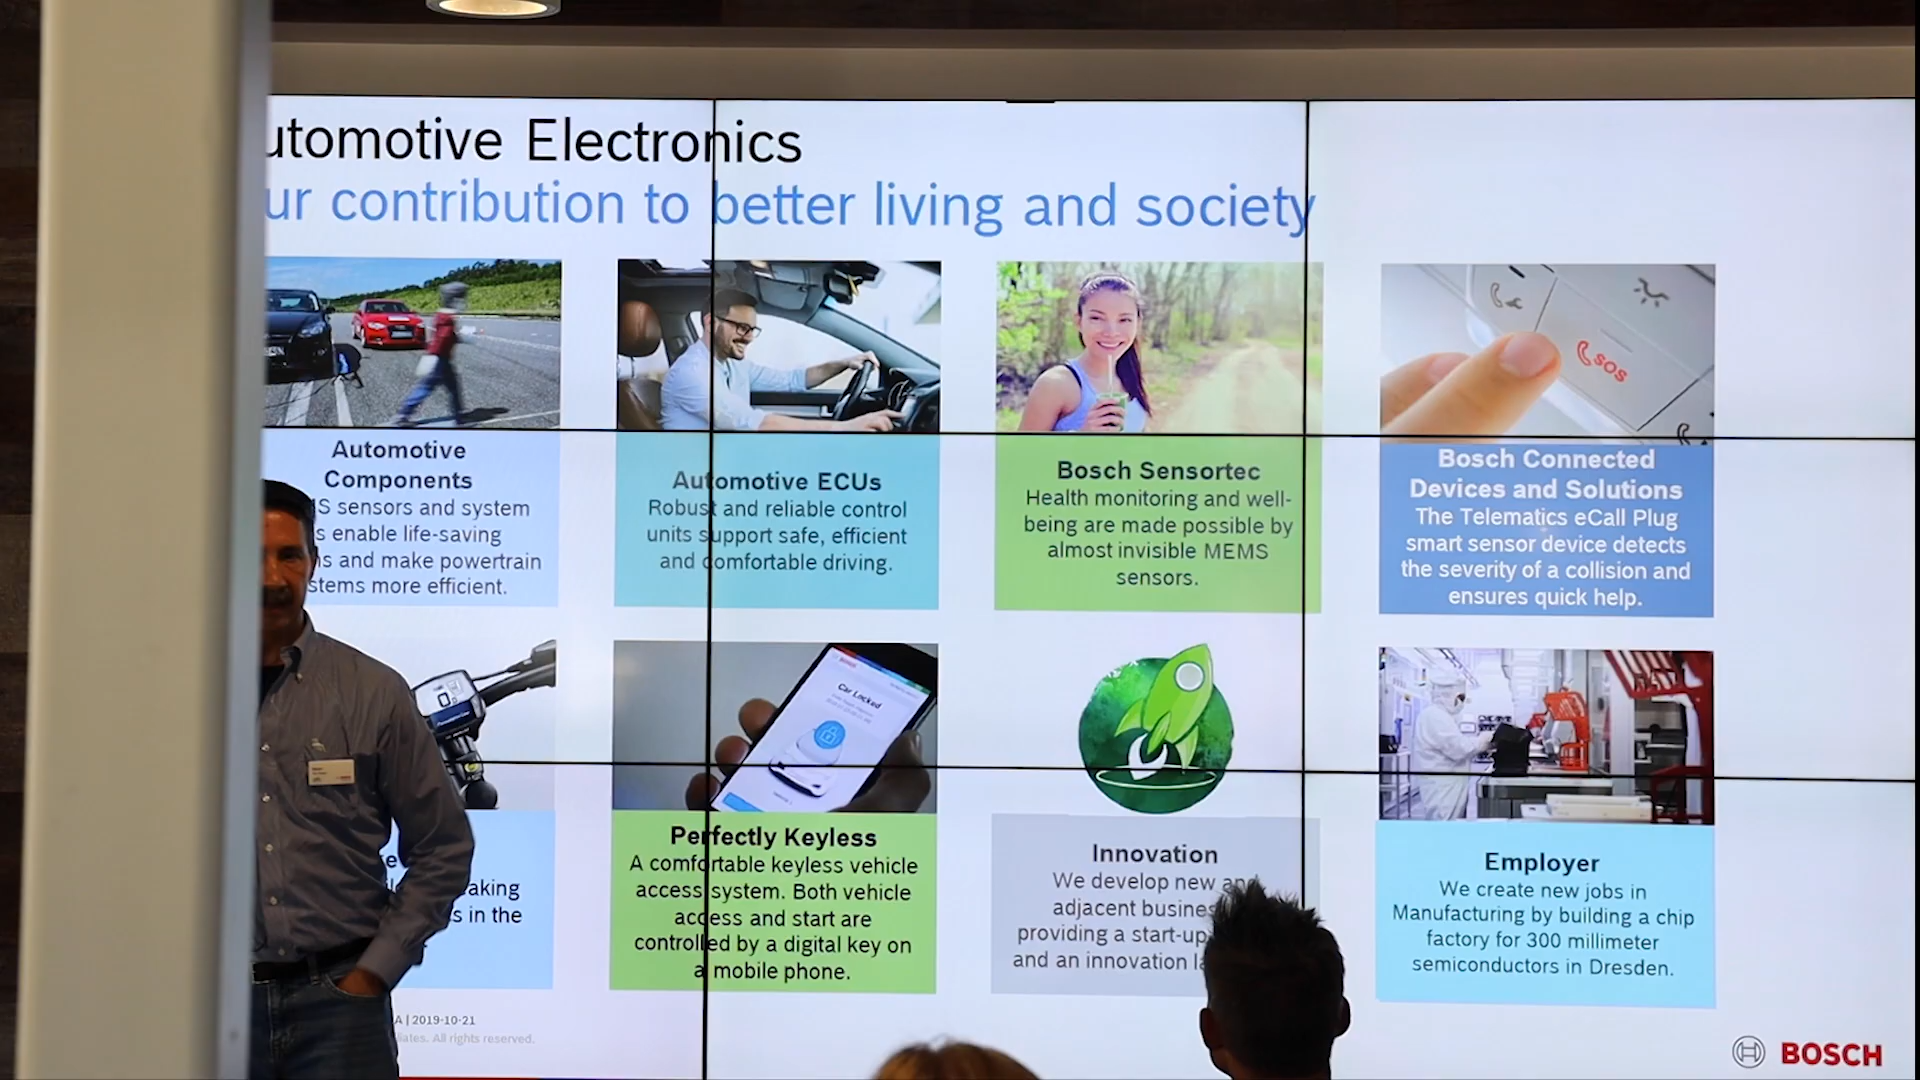 utomotive Electronics
ur contribution to better living and society
SOS
Automotive
Components
S sensors and system
s enable life-saving
ns and make powertrain
stems more efficient.
Automotive ECUs
Robust and reliable control
units support safe, efficient
and comfortable driving.
Bosch Sensortec
Health monitoring and well-
being are made possible by
almost invisible MEMS
sensors.
Bosch Connected
Devices and Solutions
The Telematics eCall Plug
smart sensor device detects
the severity of a collision and
ensures quick help.
Car Locked
aking
s in the
Perfectly Keyless
A comfortable keyless vehicle
access system. Both vehicle
access and start are
controlled by a digital key on
a mobile phone.
Innovation
We develop new and
adjacent busines
providing a start-up
and an innovation la
Employer
We create new jobs in
Manufacturing by building a chip
factory for 300 millimeter
semiconductors in Dresden.
A | 2019-10-21
iates. All rights reserved.
BOSCH